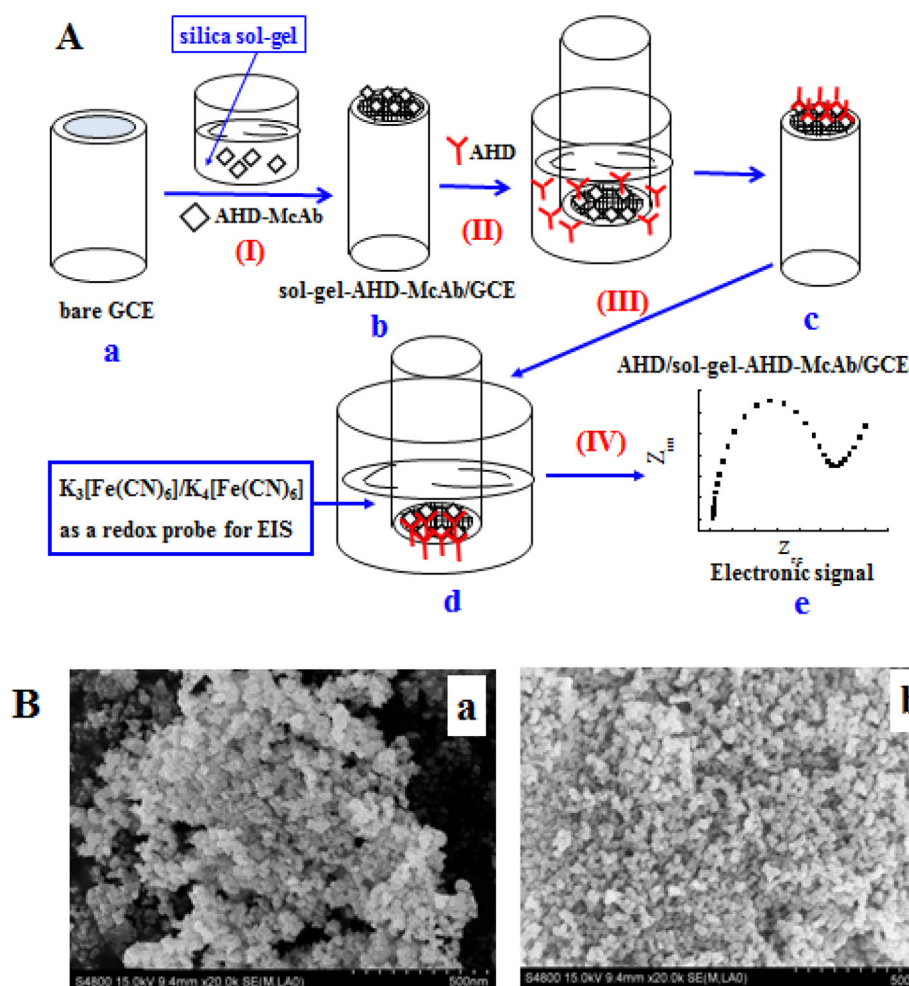 A
silica sol-gel
AHD-McAb
(I)
bare GCE
a
sol-gel-AHD-McAb/GCE
b
AHD
(II)
(III)
c
AHD/sol-gel-AHD-McAb/GCE
K₃[Fe(CN)₆]/K₄[Fe(CN)₆]
as a redox probe for EIS
d
(IV)
Electronic signal
e
B
a
S4800 15.0kV 9.4mm x20.0k SE(M,LA0)
500nm
S4800 15.0kV 9.4mm x20.0k SE(M,LA0)